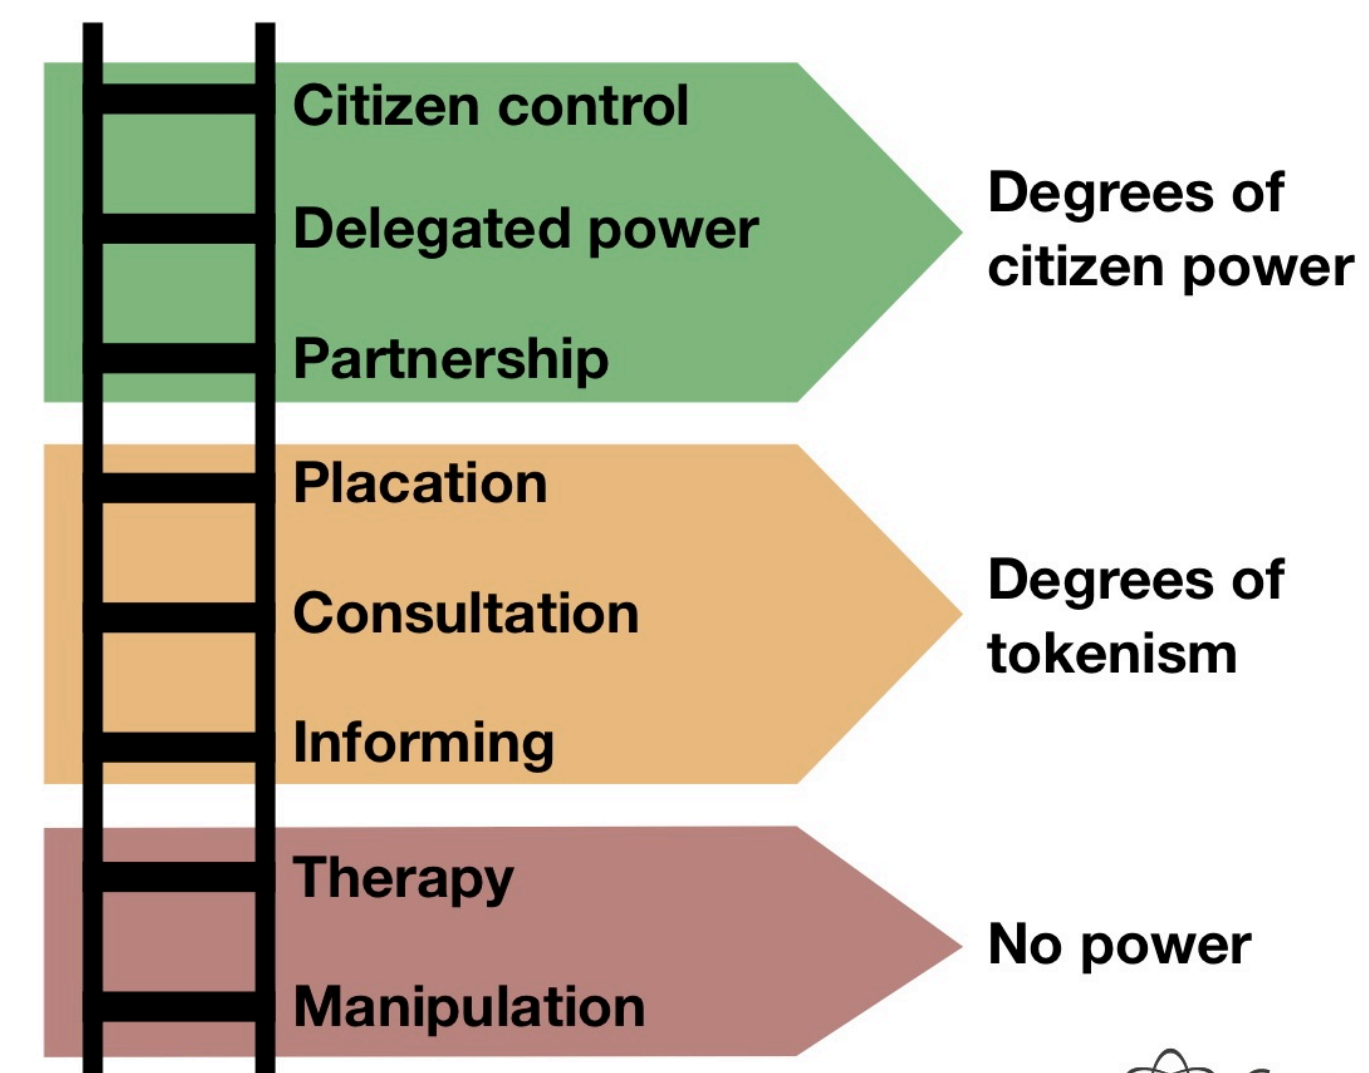 Citizen control
Delegated power
Partnership
Degrees of
citizen power
Placation
Consultation
Informing
Degrees of
tokenism
Therapy
Manipulation
No power